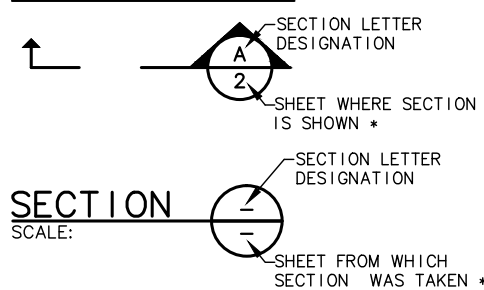 SECTION LETTER
DESIGNATION
A
2
SHEET WHERE SECTION
IS SHOWN *
SECTION LETTER
DESIGNATION
SECTION
–
SCALE:
–
SHEET FROM WHICH
SECTION WAS TAKEN *